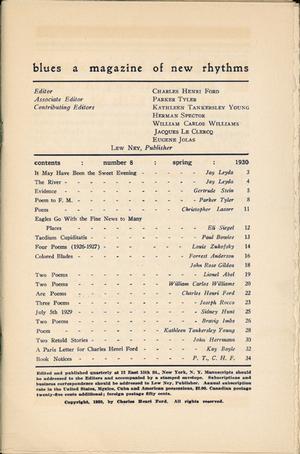 blues a magazine of new rhythms
Editor CHARLES HENRI FORD
Associate Editor PARKER TYLER
Contributing Editors KATHLEEN TANKERSLEY YOUNG
HERMAN SPECTOR
WILLIAM CARLOS WILLIAMS
JACQUES LE CLERCQ
EUGENE JOLAS
LEW NEY, Publisher
contents : number 8 : spring : 1930
It May Have Been the Sweet Evening - - - - - Jay Leyda 3
The River - - - - - - - - - Jay Leyda 4
Evidence - - - - - - - - Gertrude Stein 5
Poem to F. M. - - - - - - - - Parker Tyler 8
Poem - - - - - - - - Christopher Lazare 11
Eagles Go With the Fine News to Many
Places - - - - - - - - Eli Siegel 12
Taedium Cupiditatis - - - - - - - Paul Bowles 13
Four Poems (1926-1927) - - - - - Louis Zukofsky 14
Colored Blades - - - - - - - Forrest Anderson 16
John Rose Gildea 18
Two Poems - - - - - - - - Lionel Abel 19
Two Poems - - - - - - William Carlos Williams 20
Arc Poems - - - - - - - Charles Henri Ford 22
Three Poems - - - - - - - Joseph Rocco 23
July 5th 1929 - - - - - - - Sidney Hunt 25
Two Poems - - - - - - - Bravig Imbs 26
Poem - - - - - - Kathleen Tankersley Young 28
Two Retold Stories - - - - - - John Herrmann 30
A Paris Letter for Charles Henri Ford - - - - Kay Boyle 32
Book Notices - - - - - - - P. T., C. H. F. 34
Edited and published quarterly at 12 East 15th St., New York, N. Y. Manuscripts should
be addressed to the Editors and accompanied by a stamped envelope. Subscriptions and
business correspondence should be addressed to Lew Ney, Publisher. Annual subscription
rate in the United States, Mexico, Cuba and American possessions, $2.00. Canadian postage
twenty-five cents additional; foreign postage fifty cents.
Copyright, 1930, by Charles Henri Ford. All rights reserved.